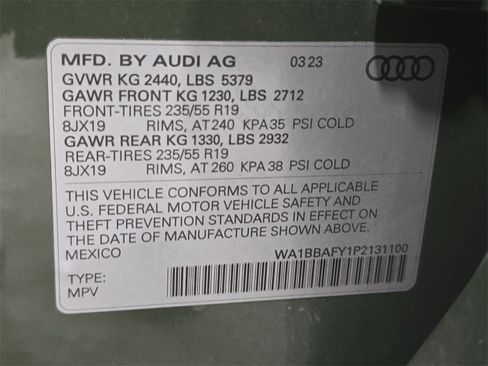 MFD. BY AUDI AG 03 23
GVWR KG 2440, LBS 5379
GAWR FRONT KG 1230, LBS 2712
FRONT-TIRES 235/55 R19
8JX19 RIMS, AT 240 KPA 35 PSI COLD
GAWR REAR KG 1330, LBS 2932
REAR-TIRES 235/55 R19
8JX19 RIMS, AT 260 KPA 38 PSI COLD
THIS VEHICLE CONFORMS TO ALL APPLICABLE
U.S. FEDERAL MOTOR VEHICLE SAFETY AND
THEFT PREVENTION STANDARDS IN EFFECT ON
THE DATE OF MANUFACTURE SHOWN ABOVE.
MEXICO WA1BBAFY1P2131100
TYPE:
MPV